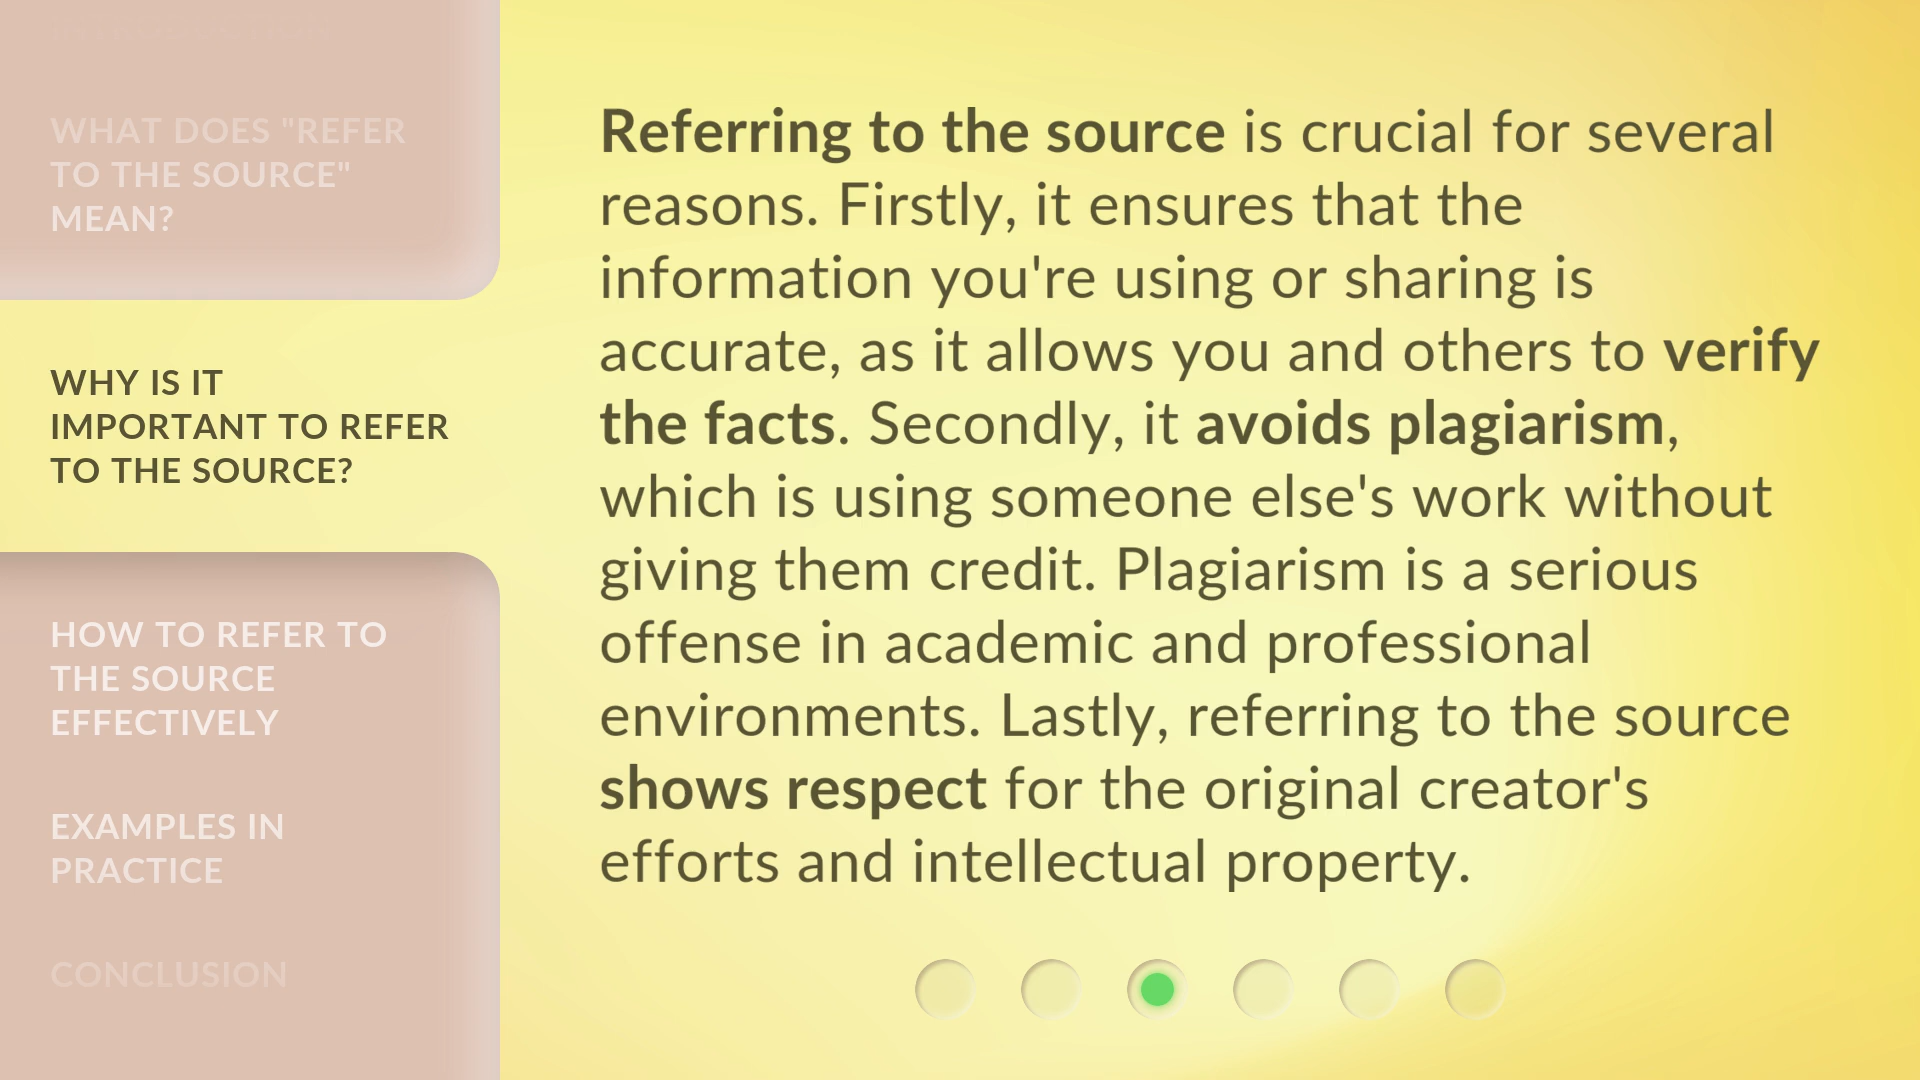 WHAT DOES "REFER
TO THE SOURCE"
MEAN?
WHY IS IT
IMPORTANT TO REFER
TO THE SOURCE?
HOW TO REFER TO
THE SOURCE
EFFECTIVELY
EXAMPLES IN
PRACTICE
CONCLUSION
Referring to the source is crucial for several
reasons. Firstly, it ensures that the
information you're using or sharing is
accurate, as it allows you and others to verify
the facts. Secondly, it avoids plagiarism,
which is using someone else's work without
giving them credit. Plagiarism is a serious
offense in academic and professional
environments. Lastly, referring to the source
shows respect for the original creator's
efforts and intellectual property.